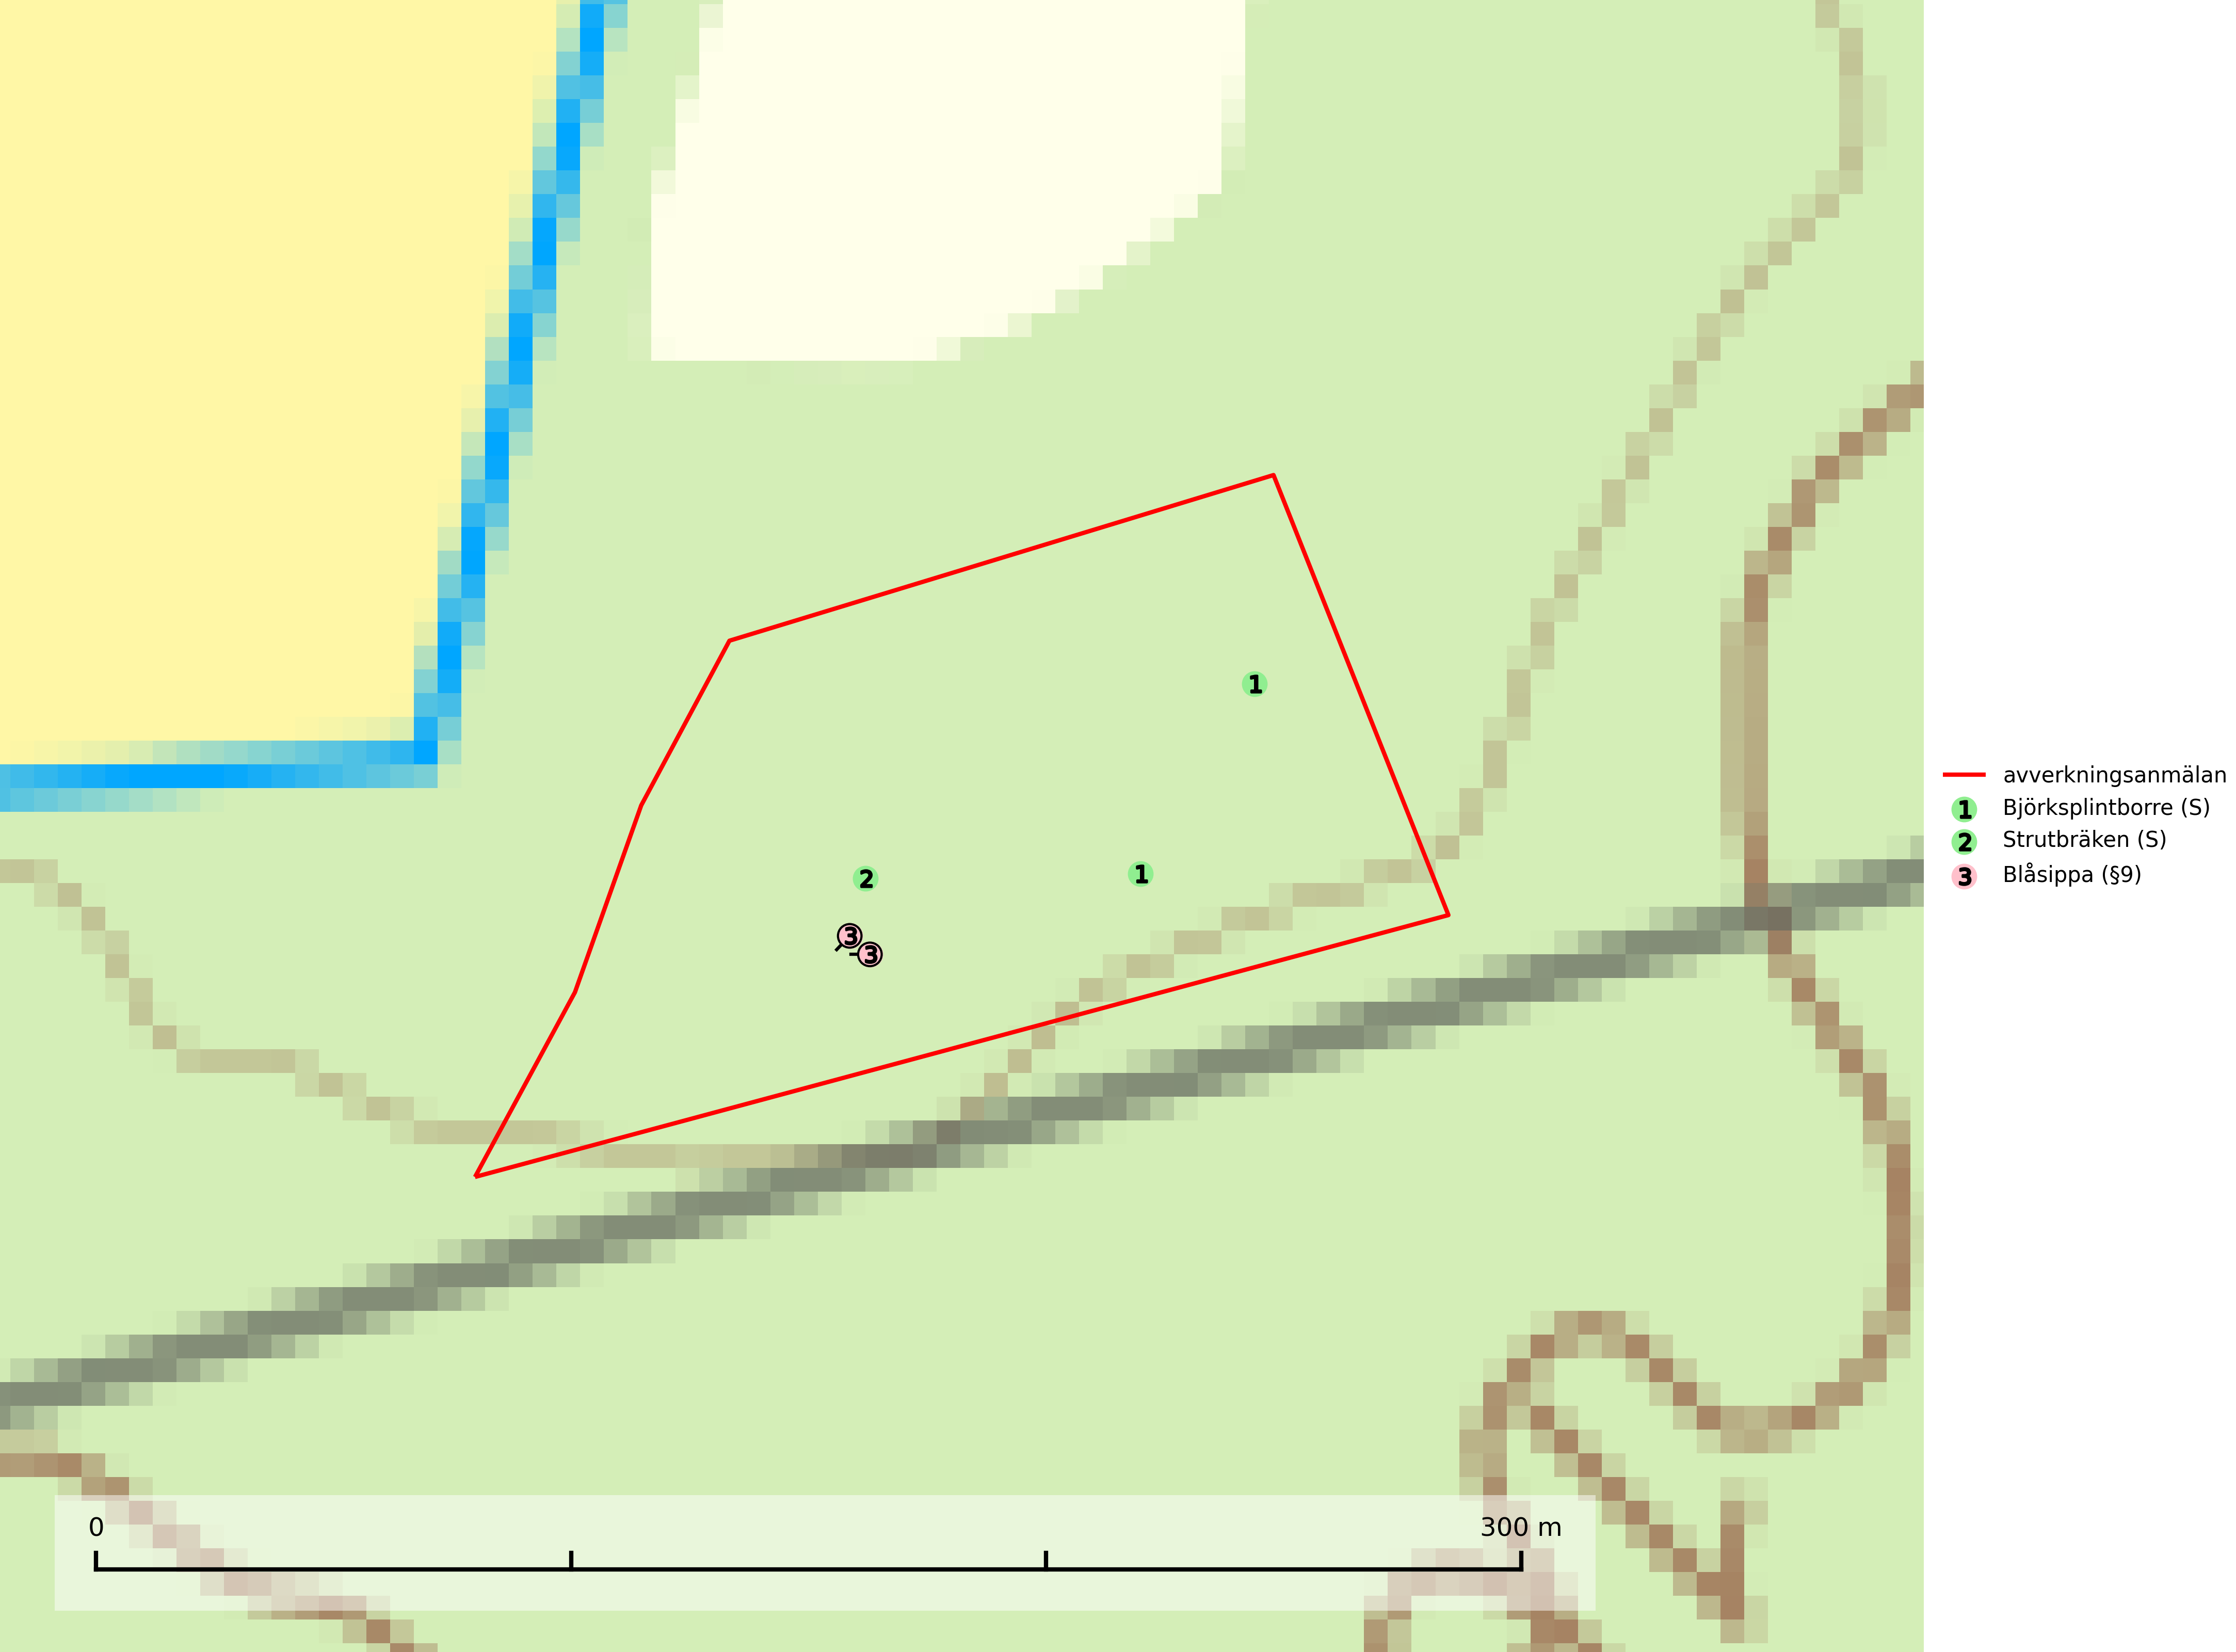 1
2
1
3
3
avverkningsanmälan
1 Björksplintborre (S)
2 Strutbräken (S)
3 Blåsippa (§9)
0 300 m